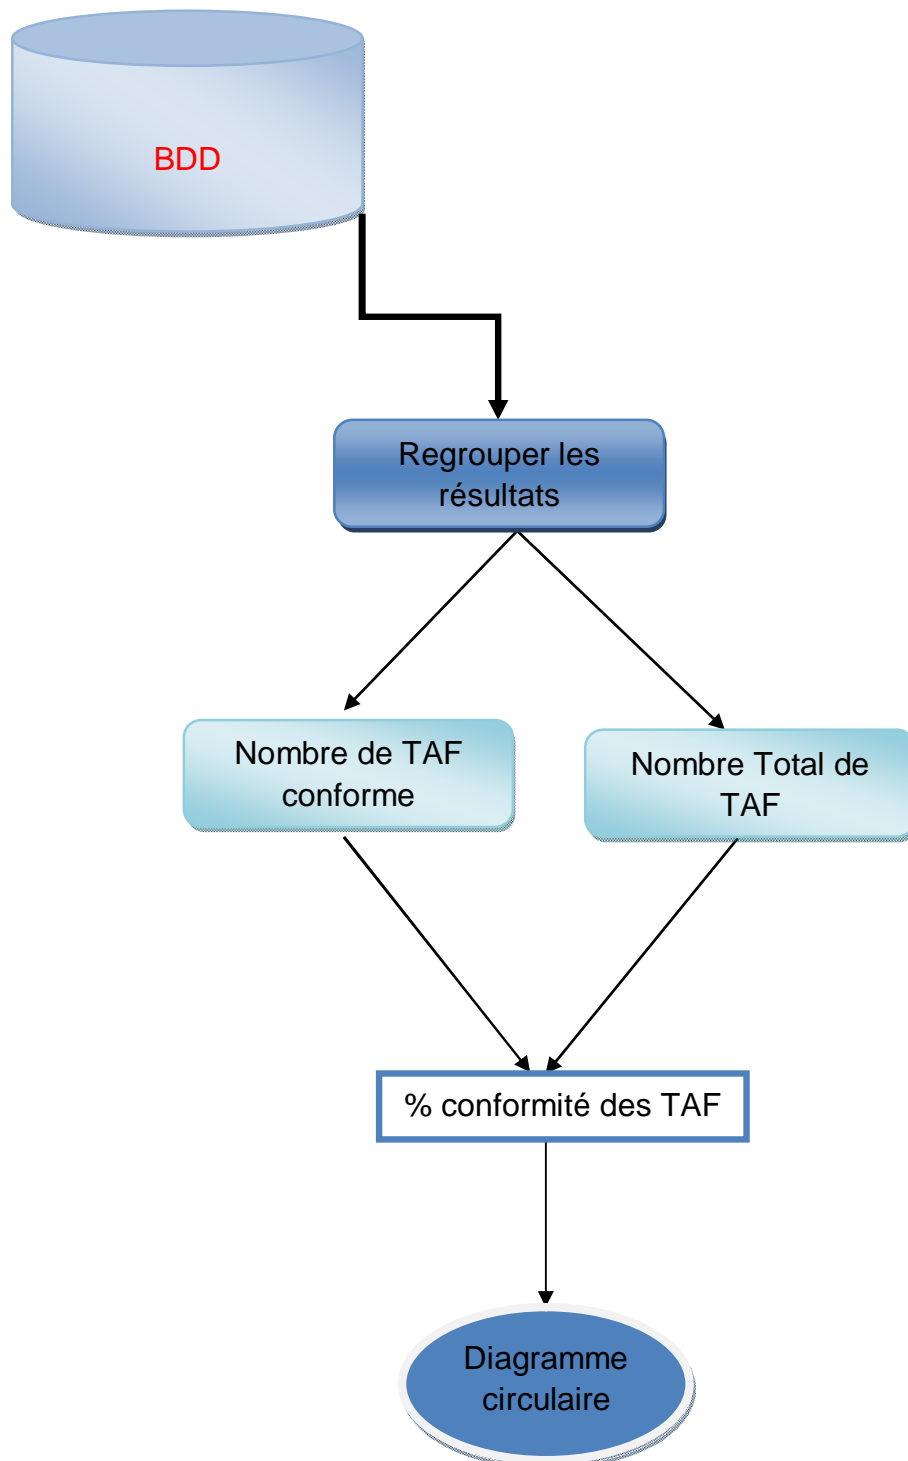 BDD
Regrouper les
résultats
Nombre de TAF
conforme
Nombre Total de
TAF
% conformité des TAF
Diagramme
circulaire